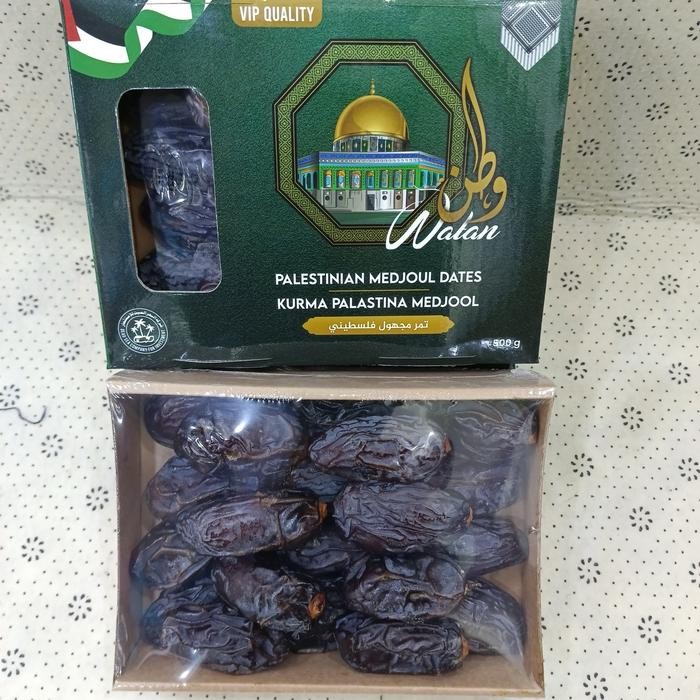 VIP QUALITY
وطن
Watan
PALESTINIAN MEDJOUL DATES
KURMA PALASTINA MEDJOOL
تمر مجهول فلسطيني
500 g